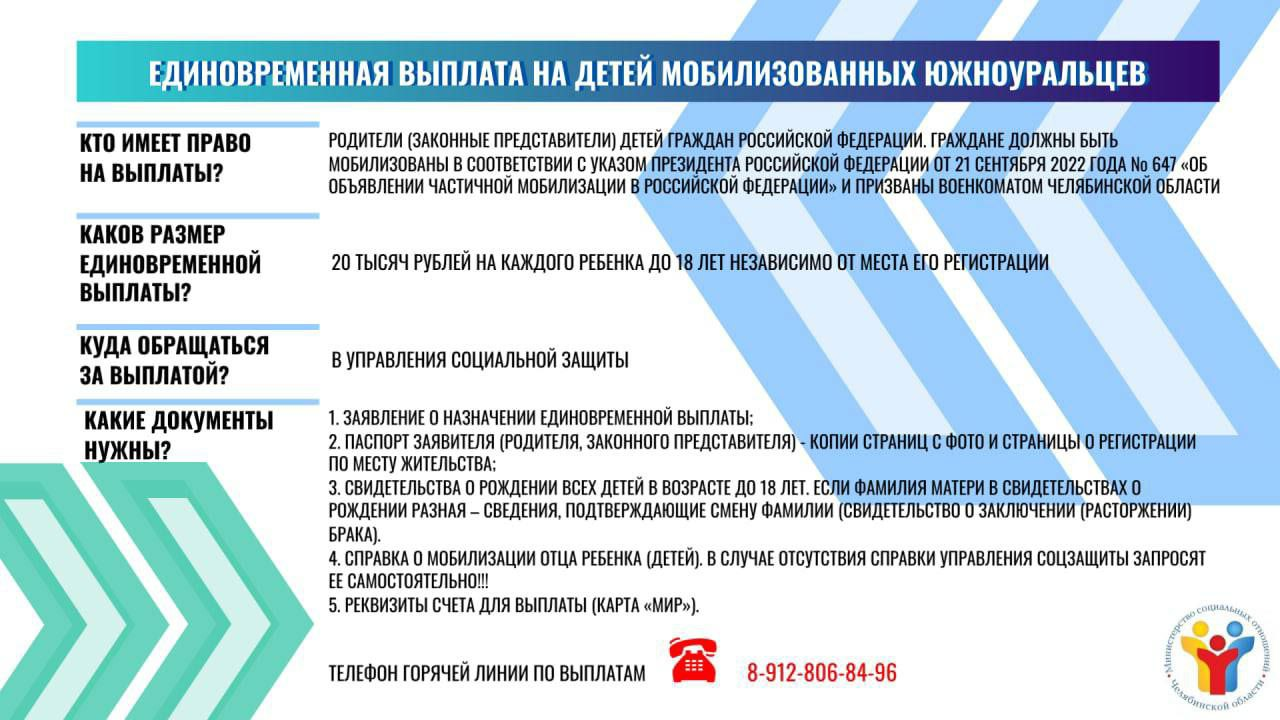 ЕДИНОВРЕМЕННАЯ ВЫПЛАТА НА ДЕТЕЙ МОБИЛИЗОВАННЫХ ЮЖНОУРАЛЬЦЕВ
КТО ИМЕЕТ ПРАВО
НА ВЫПЛАТЫ?
РОДИТЕЛИ (ЗАКОННЫЕ ПРЕДСТАВИТЕЛИ) ДЕТЕЙ ГРАЖДАН РОССИЙСКОЙ ФЕДЕРАЦИИ. ГРАЖДАНЕ ДОЛЖНЫ БЫТЬ
МОБИЛИЗОВАНЫ В СООТВЕТСТВИИ С УКАЗОМ ПРЕЗИДЕНТА РОССИЙСКОЙ ФЕДЕРАЦИИ ОТ 21 СЕНТЯБРЯ 2022 ГОДА № 647 «ОБ
ОБЪЯВЛЕНИИ ЧАСТИЧНОЙ МОБИЛИЗАЦИИ В РОССИЙСКОЙ ФЕДЕРАЦИИ» И ПРИЗВАНЫ ВОЕНКОМАТОМ ЧЕЛЯБИНСКОЙ ОБЛАСТИ
КАКОВ РАЗМЕР
ЕДИНОВРЕМЕННОЙ
ВЫПЛАТЫ?
20 ТЫСЯЧ РУБЛЕЙ НА КАЖДОГО РЕБЕНКА ДО 18 ЛЕТ НЕЗАВИСИМО ОТ МЕСТА ЕГО РЕГИСТРАЦИИ
КУДА ОБРАЩАТЬСЯ
ЗА ВЫПЛАТОЙ?
В УПРАВЛЕНИЯ СОЦИАЛЬНОЙ ЗАЩИТЫ
КАКИЕ ДОКУМЕНТЫ
НУЖНЫ?
1. ЗАЯВЛЕНИЕ О НАЗНАЧЕНИИ ЕДИНОВРЕМЕННОЙ ВЫПЛАТЫ;
2. ПАСПОРТ ЗАЯВИТЕЛЯ (РОДИТЕЛЯ, ЗАКОННОГО ПРЕДСТАВИТЕЛЯ) - КОПИИ СТРАНИЦ С ФОТО И СТРАНИЦЫ О РЕГИСТРАЦИИ
ПО МЕСТУ ЖИТЕЛЬСТВА;
3. СВИДЕТЕЛЬСТВА О РОЖДЕНИИ ВСЕХ ДЕТЕЙ В ВОЗРАСТЕ ДО 18 ЛЕТ. ЕСЛИ ФАМИЛИЯ МАТЕРИ В СВИДЕТЕЛЬСТВАХ О
РОЖДЕНИИ РАЗНАЯ – СВЕДЕНИЯ, ПОДТВЕРЖДАЮЩИЕ СМЕНУ ФАМИЛИИ (СВИДЕТЕЛЬСТВО О ЗАКЛЮЧЕНИИ (РАСТОРЖЕНИИ)
БРАКА).
4. СПРАВКА О МОБИЛИЗАЦИИ ОТЦА РЕБЕНКА (ДЕТЕЙ). В СЛУЧАЕ ОТСУТСТВИЯ СПРАВКИ УПРАВЛЕНИЯ СОЦЗАЩИТЫ ЗАПРОСЯТ
ЕЕ САМОСТОЯТЕЛЬНО!!!
5. РЕКВИЗИТЫ СЧЕТА ДЛЯ ВЫПЛАТЫ (КАРТА «МИР»).
ТЕЛЕФОН ГОРЯЧЕЙ ЛИНИИ ПО ВЫПЛАТАМ 8-912-806-84-96
Министерство социальных отношений
Челябинской области